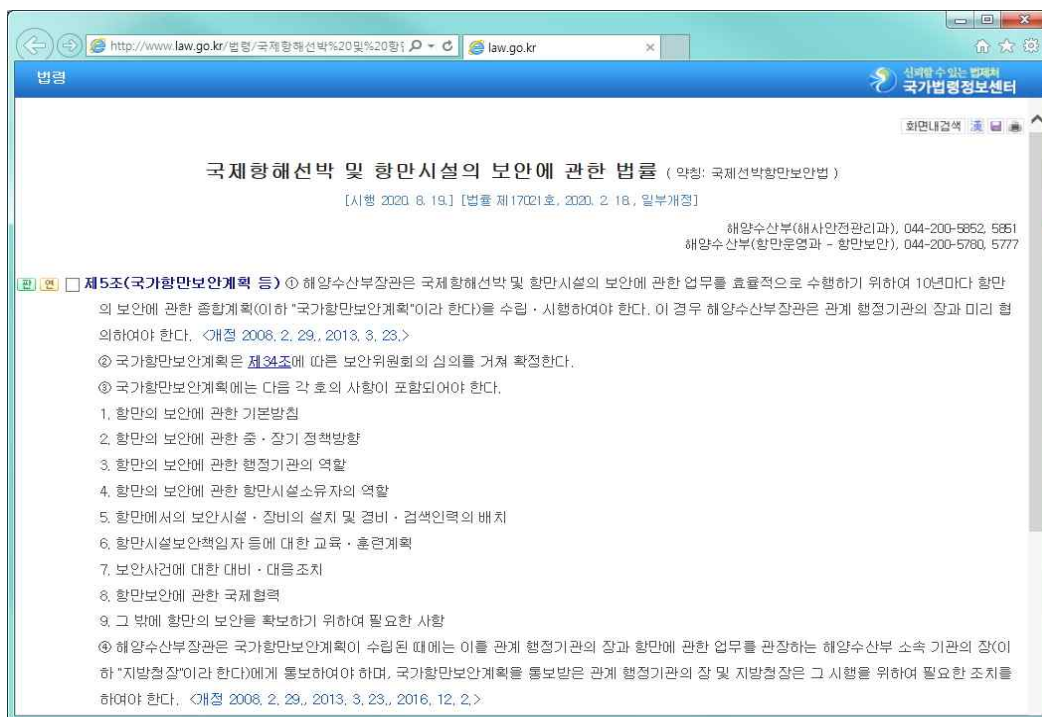 http://www.law.go.kr/법령/국제항해선박%20및%20항
law.go.kr
법령
신뢰할 수 있는 법제처
국가법령정보센터
화면내검색 漢
국제항해선박 및 항만시설의 보안에 관한 법률 ( 약칭: 국제선박항만보안법 )
[시행 2020. 8. 19.] [법률 제17021호, 2020. 2. 18., 일부개정]
해양수산부(해사안전관리과), 044-200-5852, 5851
해양수산부(항만운영과 - 항만보안), 044-200-5780, 5777
판 연 제5조(국가항만보안계획 등) ① 해양수산부장관은 국제항해선박 및 항만시설의 보안에 관한 업무를 효율적으로 수행하기 위하여 10년마다 항만
의 보안에 관한 종합계획(이하 "국가항만보안계획"이라 한다)을 수립ㆍ시행하여야 한다. 이 경우 해양수산부장관은 관계 행정기관의 장과 미리 협
의하여야 한다. <개정 2008. 2. 29., 2013. 3. 23.>
② 국가항만보안계획은 제34조에 따른 보안위원회의 심의를 거쳐 확정한다.
③ 국가항만보안계획에는 다음 각 호의 사항이 포함되어야 한다.
1. 항만의 보안에 관한 기본방침
2. 항만의 보안에 관한 중ㆍ장기 정책방향
3. 항만의 보안에 관한 행정기관의 역할
4. 항만의 보안에 관한 항만시설소유자의 역할
5. 항만에서의 보안시설ㆍ장비의 설치 및 경비ㆍ검색인력의 배치
6. 항만시설보안책임자 등에 대한 교육ㆍ훈련계획
7. 보안사건에 대한 대비ㆍ대응조치
8. 항만보안에 관한 국제협력
9. 그 밖에 항만의 보안을 확보하기 위하여 필요한 사항
④ 해양수산부장관은 국가항만보안계획이 수립된 때에는 이를 관계 행정기관의 장과 항만에 관한 업무를 관장하는 해양수산부 소속 기관의 장(이
하 "지방청장"이라 한다)에게 통보하여야 하며, 국가항만보안계획을 통보받은 관계 행정기관의 장 및 지방청장은 그 시행을 위하여 필요한 조치를
하여야 한다. <개정 2008. 2. 29., 2013. 3. 23., 2016. 12. 2.>